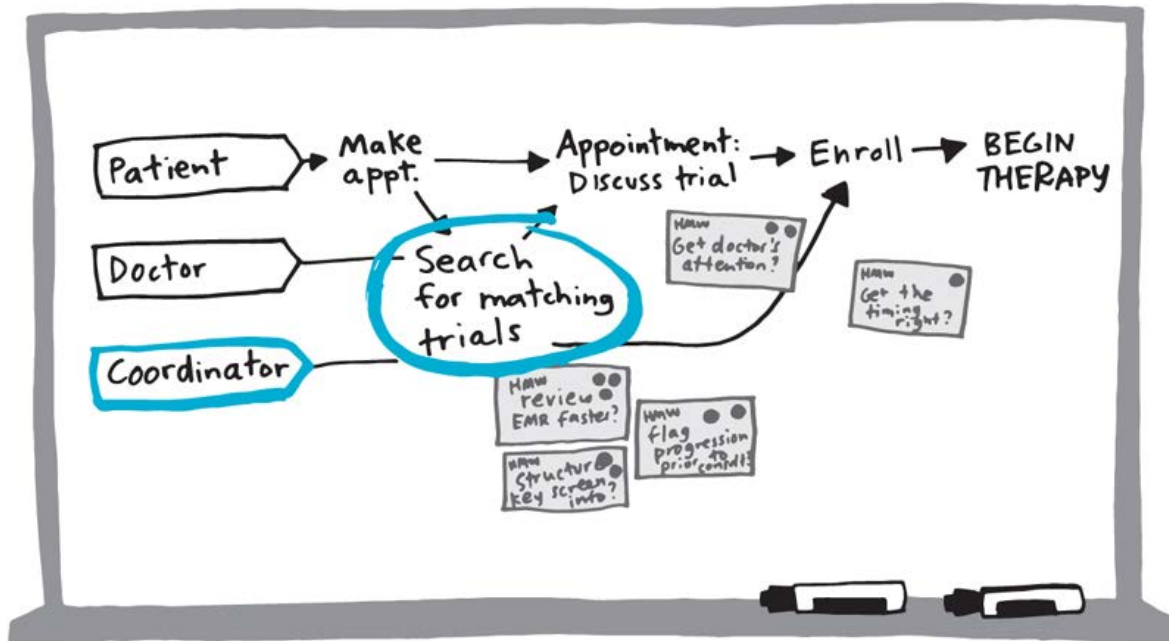 Patient
Make
appt.
Appointment:
Discuss trial
Enroll
BEGIN
THERAPY
Doctor
Search
for matching
trials
Coordinator
HMW
Get doctor's
attention?
HMW
Get the
timing
right?
HMW
review
EMR faster?
HMW
flag
progression
prior to
consult?
HMW
Structure
key screen
info?